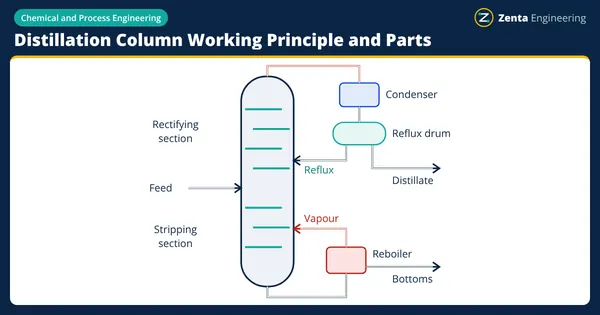 Chemical and Process Engineering
Zenta Engineering
Distillation Column Working Principle and Parts
Condenser
Rectifying
section
Reflux drum
Reflux
Distillate
Feed
Vapour
Stripping
section
Reboiler
Bottoms